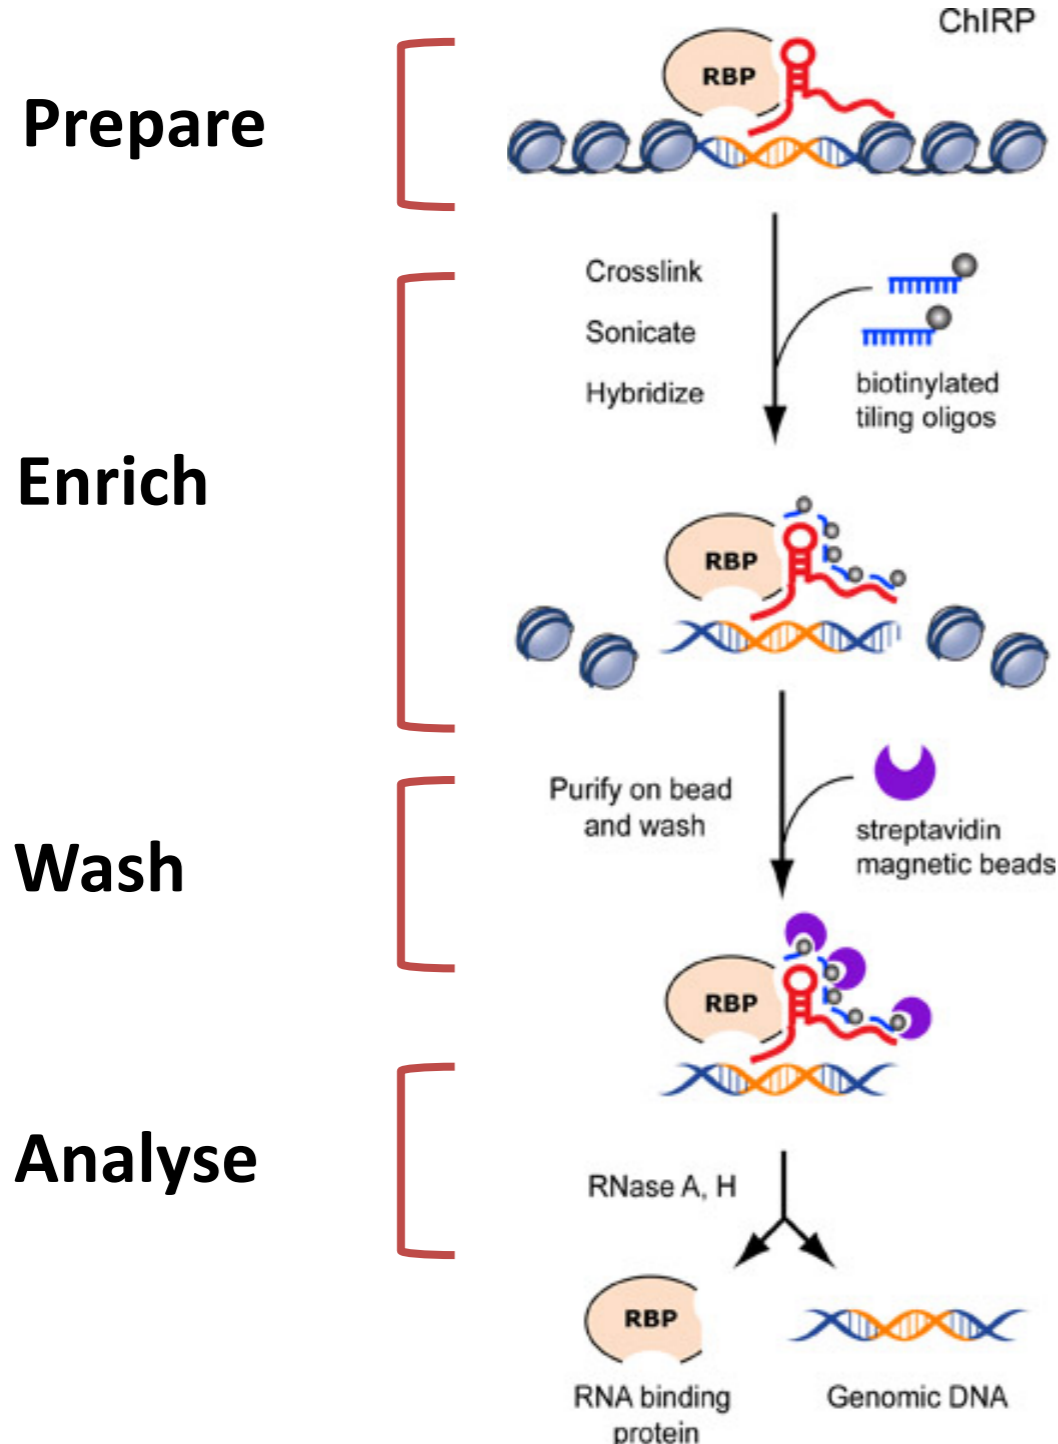 ChIRP
Prepare
RBP
Crosslink
Sonicate
Hybridize
biotinylated
tiling oligos
Enrich
RBP
Purify on bead
and wash
streptavidin
magnetic beads
Wash
RBP
Analyse
RNase A, H
RBP
RNA binding
protein
Genomic DNA